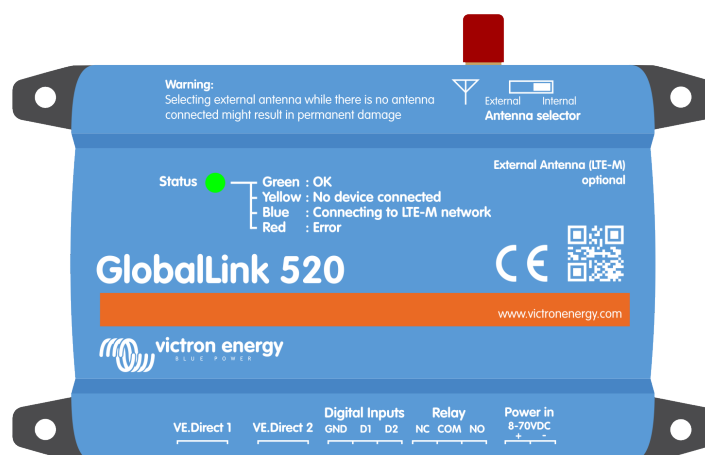 Warning:
Selecting external antenna while there is no antenna
connected might result in permanent damage
External Internal
Antenna selector
External Antenna (LTE-M)
optional
Status
Green : OK
Yellow : No device connected
Blue : Connecting to LTE-M network
Red : Error
GlobalLink 520
CE
www.victronenergy.com
victron energy
BLUE POWER
VE.Direct 1
VE.Direct 2
Digital Inputs
GND D1 D2
Relay
NC COM NO
Power in
8-70VDC
+ -